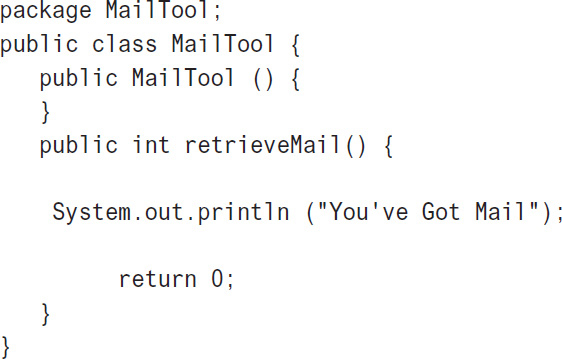 package MailTool;
public class MailTool {
public MailTool () {
}
public int retrieveMail() {
System.out.println ("You've Got Mail");
return 0;
}
}